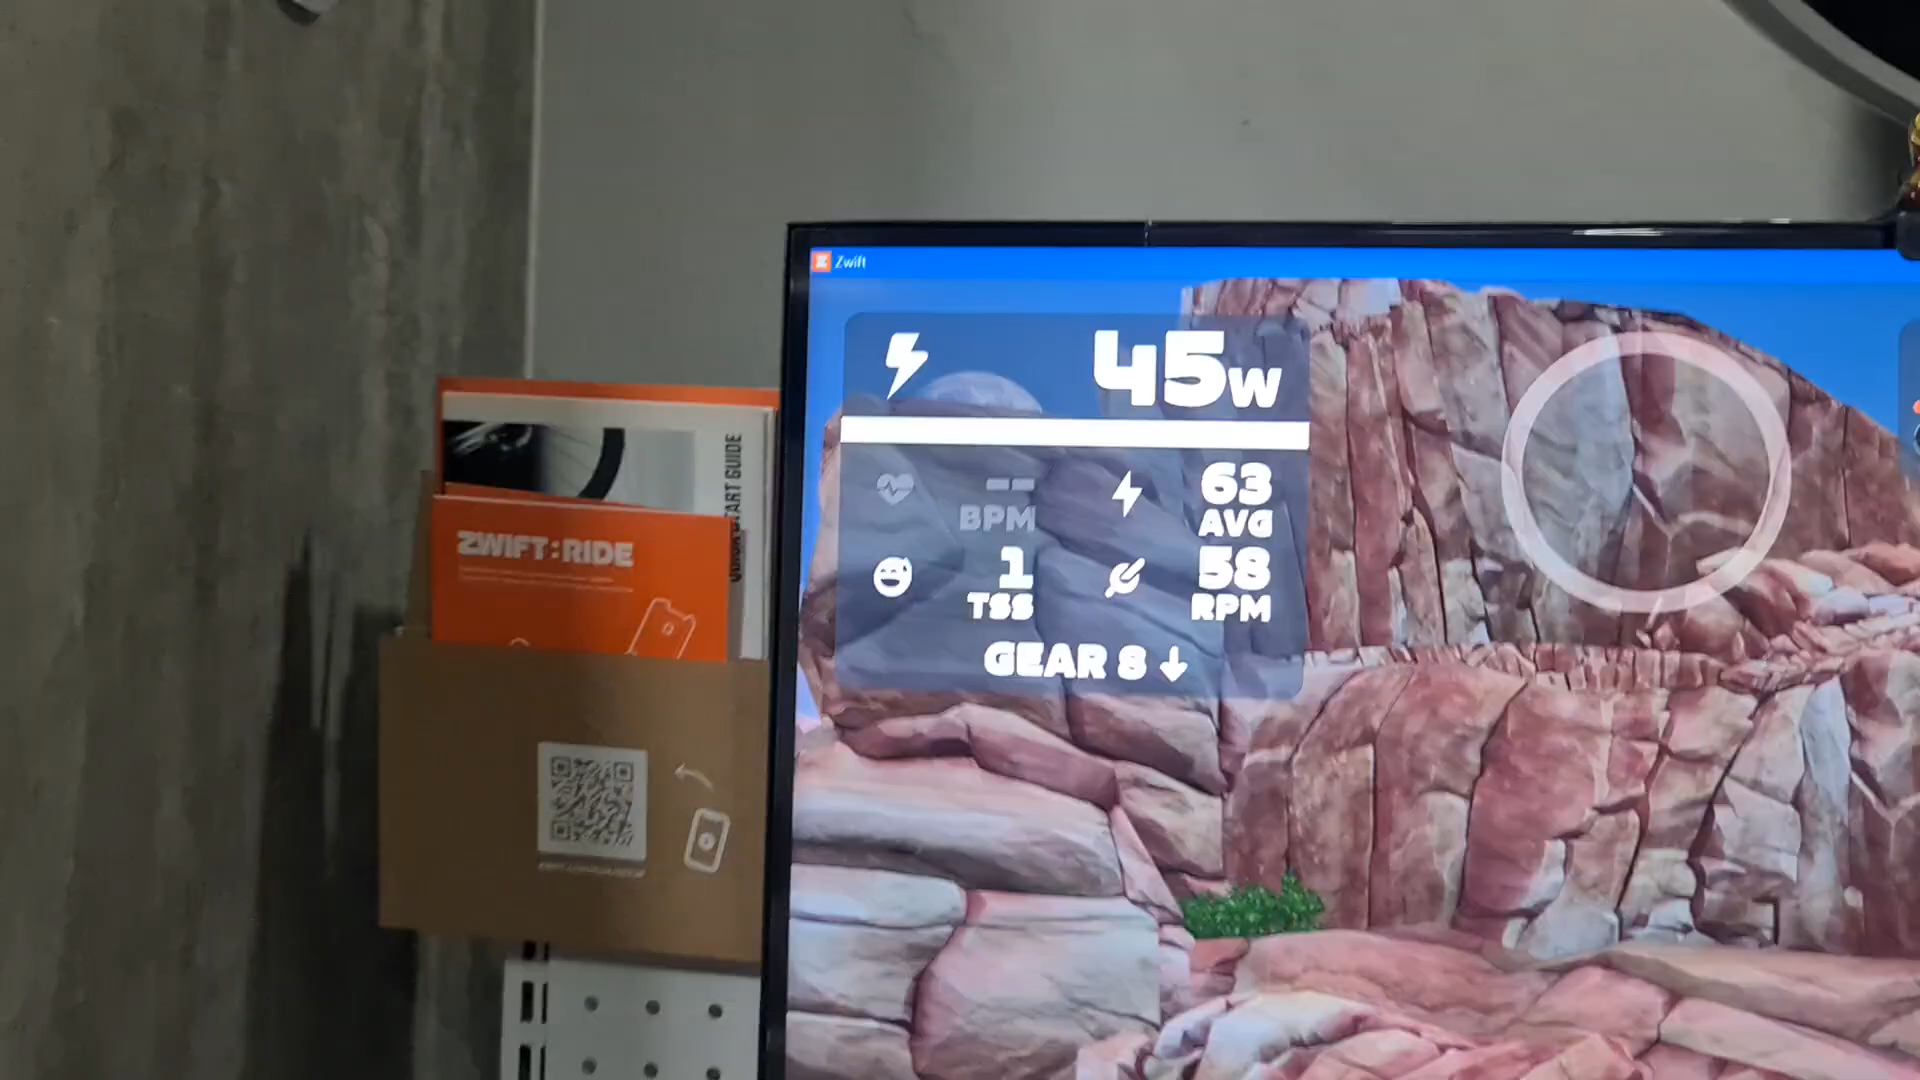 Zwift
45w
--
BPM
63
AVG
1
TSS
58
RPM
GEAR 8 ↓
START GUIDE
ZWIFT:RIDE